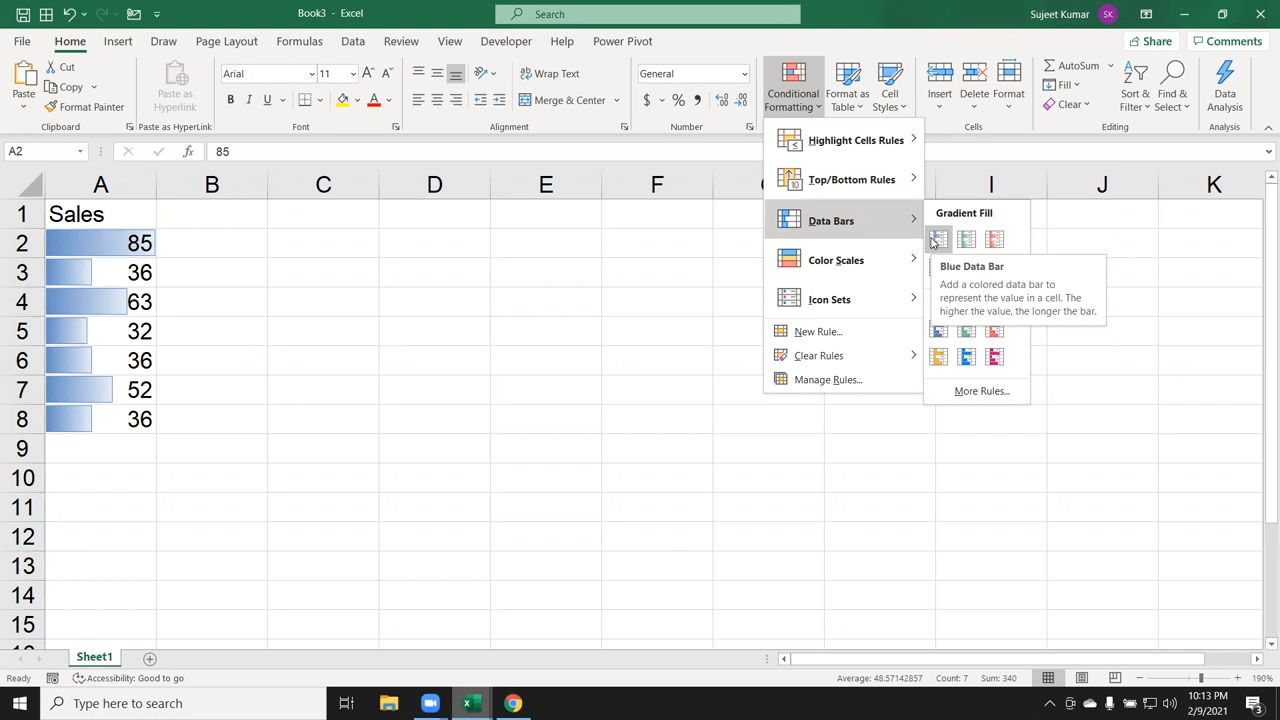 Book3 - Excel
Search
Sujeet Kumar
SK
File
Home
Insert
Draw
Page Layout
Formulas
Data
Review
View
Developer
Help
Power Pivot
Share
Comments
Paste
Cut
Copy
Format Painter
Clipboard
Paste as
Hyperlink
Paste as Hyperlink
Arial
11
B
I
U
Font
Wrap Text
Merge & Center
Alignment
General
$
%
Number
Conditional
Formatting
Format as
Table
Cell
Styles
Insert
Delete
Format
Cells
AutoSum
Fill
Clear
Sort &
Filter
Find &
Select
Editing
Data
Analysis
Analysis
A2
fx
85
A B C D E F I J K
1 Sales
2 85
3 36
4 63
5 32
6 36
7 52
8 36
9
10
11
12
13
14
15
Highlight Cells Rules
Top/Bottom Rules
Data Bars
Color Scales
Icon Sets
New Rule...
Clear Rules
Manage Rules...
Gradient Fill
Blue Data Bar
Add a colored data bar to
represent the value in a cell. The
higher the value, the longer the bar.
More Rules...
Sheet1
Ready
Accessibility: Good to go
Average: 48.57142857
Count: 7
Sum: 340
190%
Type here to search
10:13 PM
2/9/2021
3